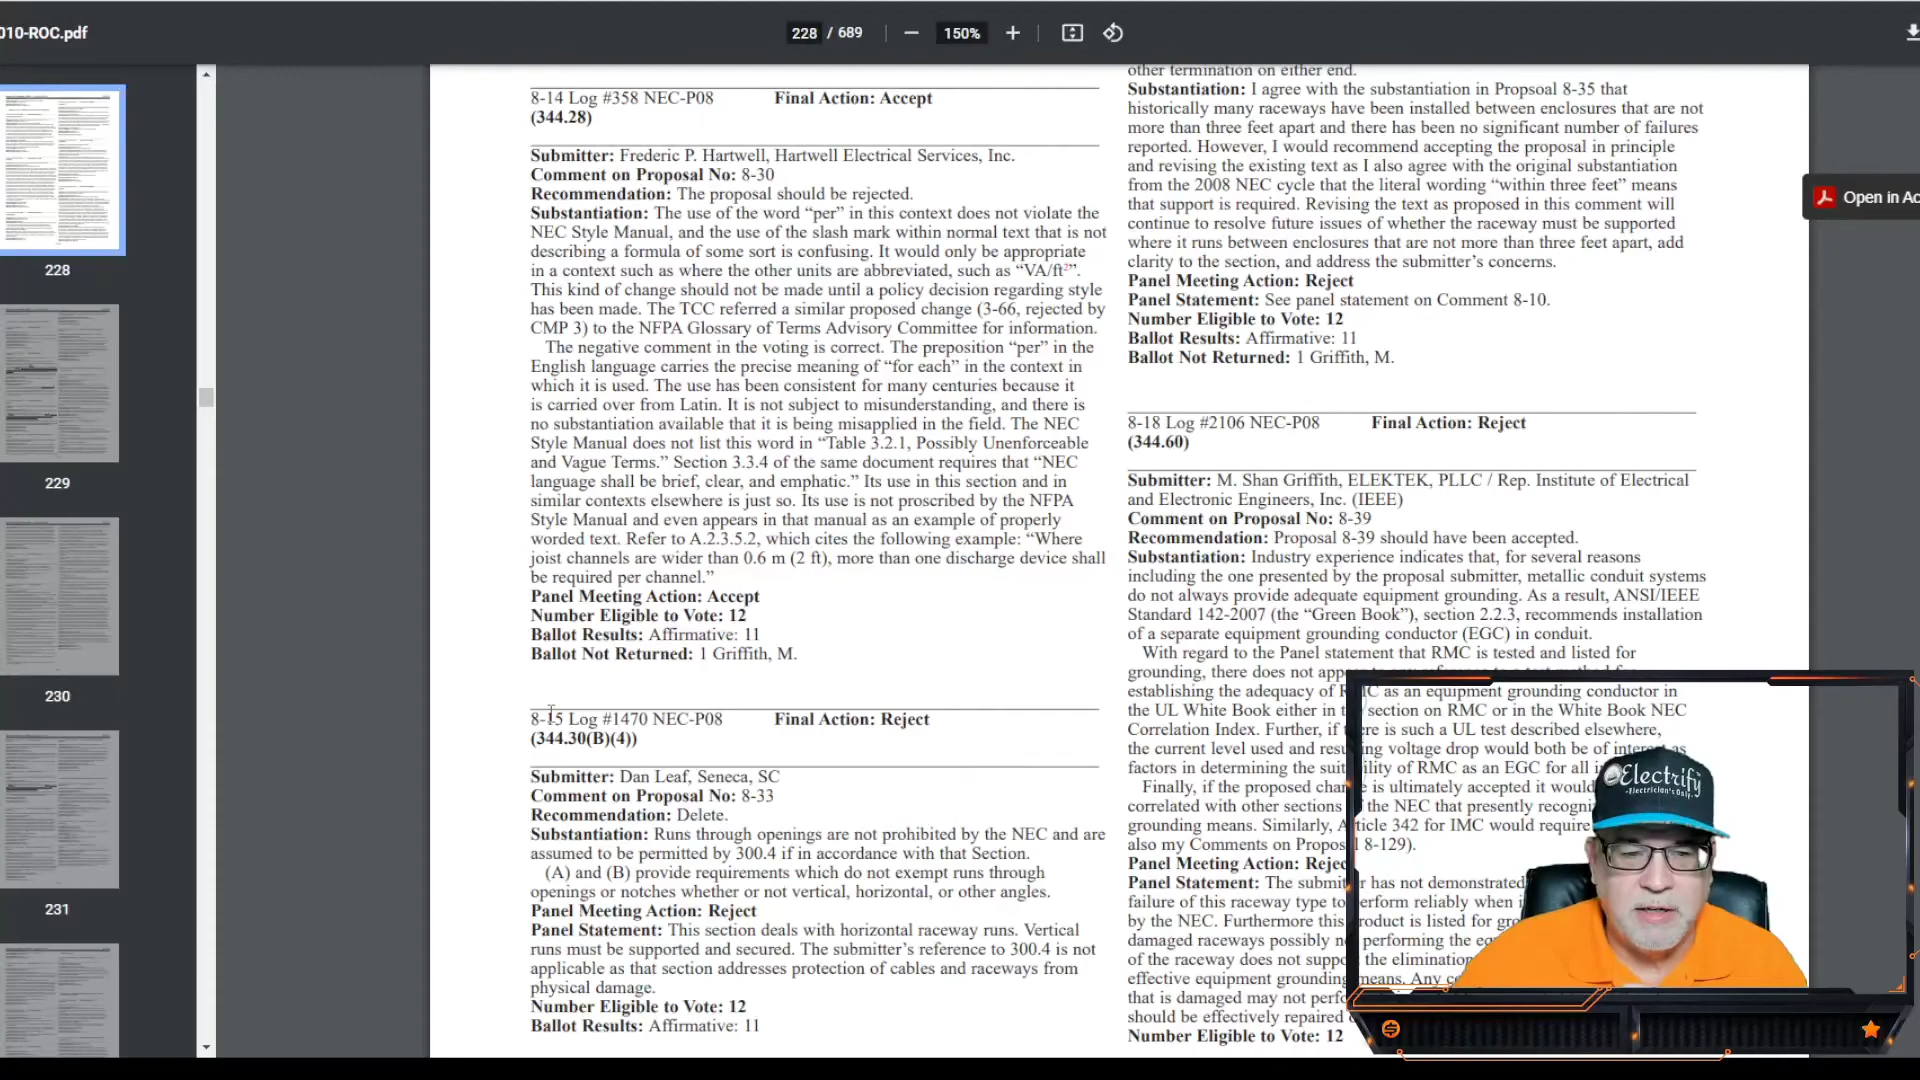 010-ROC.pdf
228 / 689
150%
Open in Ac
228
229
230
231
8-14 Log #358 NEC-P08 Final Action: Accept
(344.28)
Submitter: Frederic P. Hartwell, Hartwell Electrical Services, Inc.
Comment on Proposal No: 8-30
Recommendation: The proposal should be rejected.
Substantiation: The use of the word “per” in this context does not violate the
NEC Style Manual, and the use of the slash mark within normal text that is not
describing a formula of some sort is confusing. It would only be appropriate
in a context such as where the other units are abbreviated, such as “VA/ft²”.
This kind of change should not be made until a policy decision regarding style
has been made. The TCC referred a similar proposed change (3-66, rejected by
CMP 3) to the NFPA Glossary of Terms Advisory Committee for information.
The negative comment in the voting is correct. The preposition “per” in the
English language carries the precise meaning of “for each” in the context in
which it is used. The use has been consistent for many centuries because it
is carried over from Latin. It is not subject to misunderstanding, and there is
no substantiation available that it is being misapplied in the field. The NEC
Style Manual does not list this word in “Table 3.2.1, Possibly Unenforceable
and Vague Terms.” Section 3.3.4 of the same document requires that “NEC
language shall be brief, clear, and emphatic.” Its use in this section and in
similar contexts elsewhere is just so. Its use is not proscribed by the NFPA
Style Manual and even appears in that manual as an example of properly
worded text. Refer to A.2.3.5.2, which cites the following example: “Where
joist channels are wider than 0.6 m (2 ft), more than one discharge device shall
be required per channel.”
Panel Meeting Action: Accept
Number Eligible to Vote: 12
Ballot Results: Affirmative: 11
Ballot Not Returned: 1 Griffith, M.
8-15 Log #1470 NEC-P08 Final Action: Reject
(344.30(B)(4))
Submitter: Dan Leaf, Seneca, SC
Comment on Proposal No: 8-33
Recommendation: Delete.
Substantiation: Runs through openings are not prohibited by the NEC and are
assumed to be permitted by 300.4 if in accordance with that Section.
(A) and (B) provide requirements which do not exempt runs through
openings or notches whether or not vertical, horizontal, or other angles.
Panel Meeting Action: Reject
Panel Statement: This section deals with horizontal raceway runs. Vertical
runs must be supported and secured. The submitter’s reference to 300.4 is not
applicable as that section addresses protection of cables and raceways from
physical damage.
Number Eligible to Vote: 12
Ballot Results: Affirmative: 11
other termination on either end.
Substantiation: I agree with the substantiation in Propsoal 8-35 that
historically many raceways have been installed between enclosures that are not
more than three feet apart and there has been no significant number of failures
reported. However, I would recommend accepting the proposal in principle
and revising the existing text as I also agree with the original substantiation
from the 2008 NEC cycle that the literal wording “within three feet” means
that support is required. Revising the text as proposed in this comment will
continue to resolve future issues of whether the raceway must be supported
where it runs between enclosures that are not more than three feet apart, add
clarity to the section, and address the submitter’s concerns.
Panel Meeting Action: Reject
Panel Statement: See panel statement on Comment 8-10.
Number Eligible to Vote: 12
Ballot Results: Affirmative: 11
Ballot Not Returned: 1 Griffith, M.
8-18 Log #2106 NEC-P08 Final Action: Reject
(344.60)
Submitter: M. Shan Griffith, ELEKTEK, PLLC / Rep. Institute of Electrical
and Electronic Engineers, Inc. (IEEE)
Comment on Proposal No: 8-39
Recommendation: Proposal 8-39 should have been accepted.
Substantiation: Industry experience indicates that, for several reasons
including the one presented by the proposal submitter, metallic conduit systems
do not always provide adequate equipment grounding. As a result, ANSI/IEEE
Standard 142-2007 (the “Green Book”), section 2.2.3, recommends installation
of a separate equipment grounding conductor (EGC) in conduit.
With regard to the Panel statement that RMC is tested and listed for
grounding, there does not app
establishing the adequacy of RMC as an equipment grounding conductor in
the UL White Book either in t section on RMC or in the White Book NEC
Correlation Index. Further, if ere is such a UL test described elsewhere,
the current level used and resu ing voltage drop would both be of interest as
factors in determining the suit ility of RMC as an EGC for all i
Finally, if the proposed chan e is ultimately accepted it would
correlated with other sections the NEC that presently recogni
grounding means. Similarly, A ticle 342 for IMC would require
also my Comments on Propos l 8-129).
Panel Meeting Action: Rejec
Panel Statement: The submit r has not demonstrated
failure of this raceway type to erform reliably when i
by the NEC. Furthermore this roduct is listed for gro
damaged raceways possibly n performing the eq
of the raceway does not suppo the elimination
effective equipment grounding means. Any c
that is damaged may not perfo
should be effectively repaired
Number Eligible to Vote: 12
Electrify
-Electrician's Only-